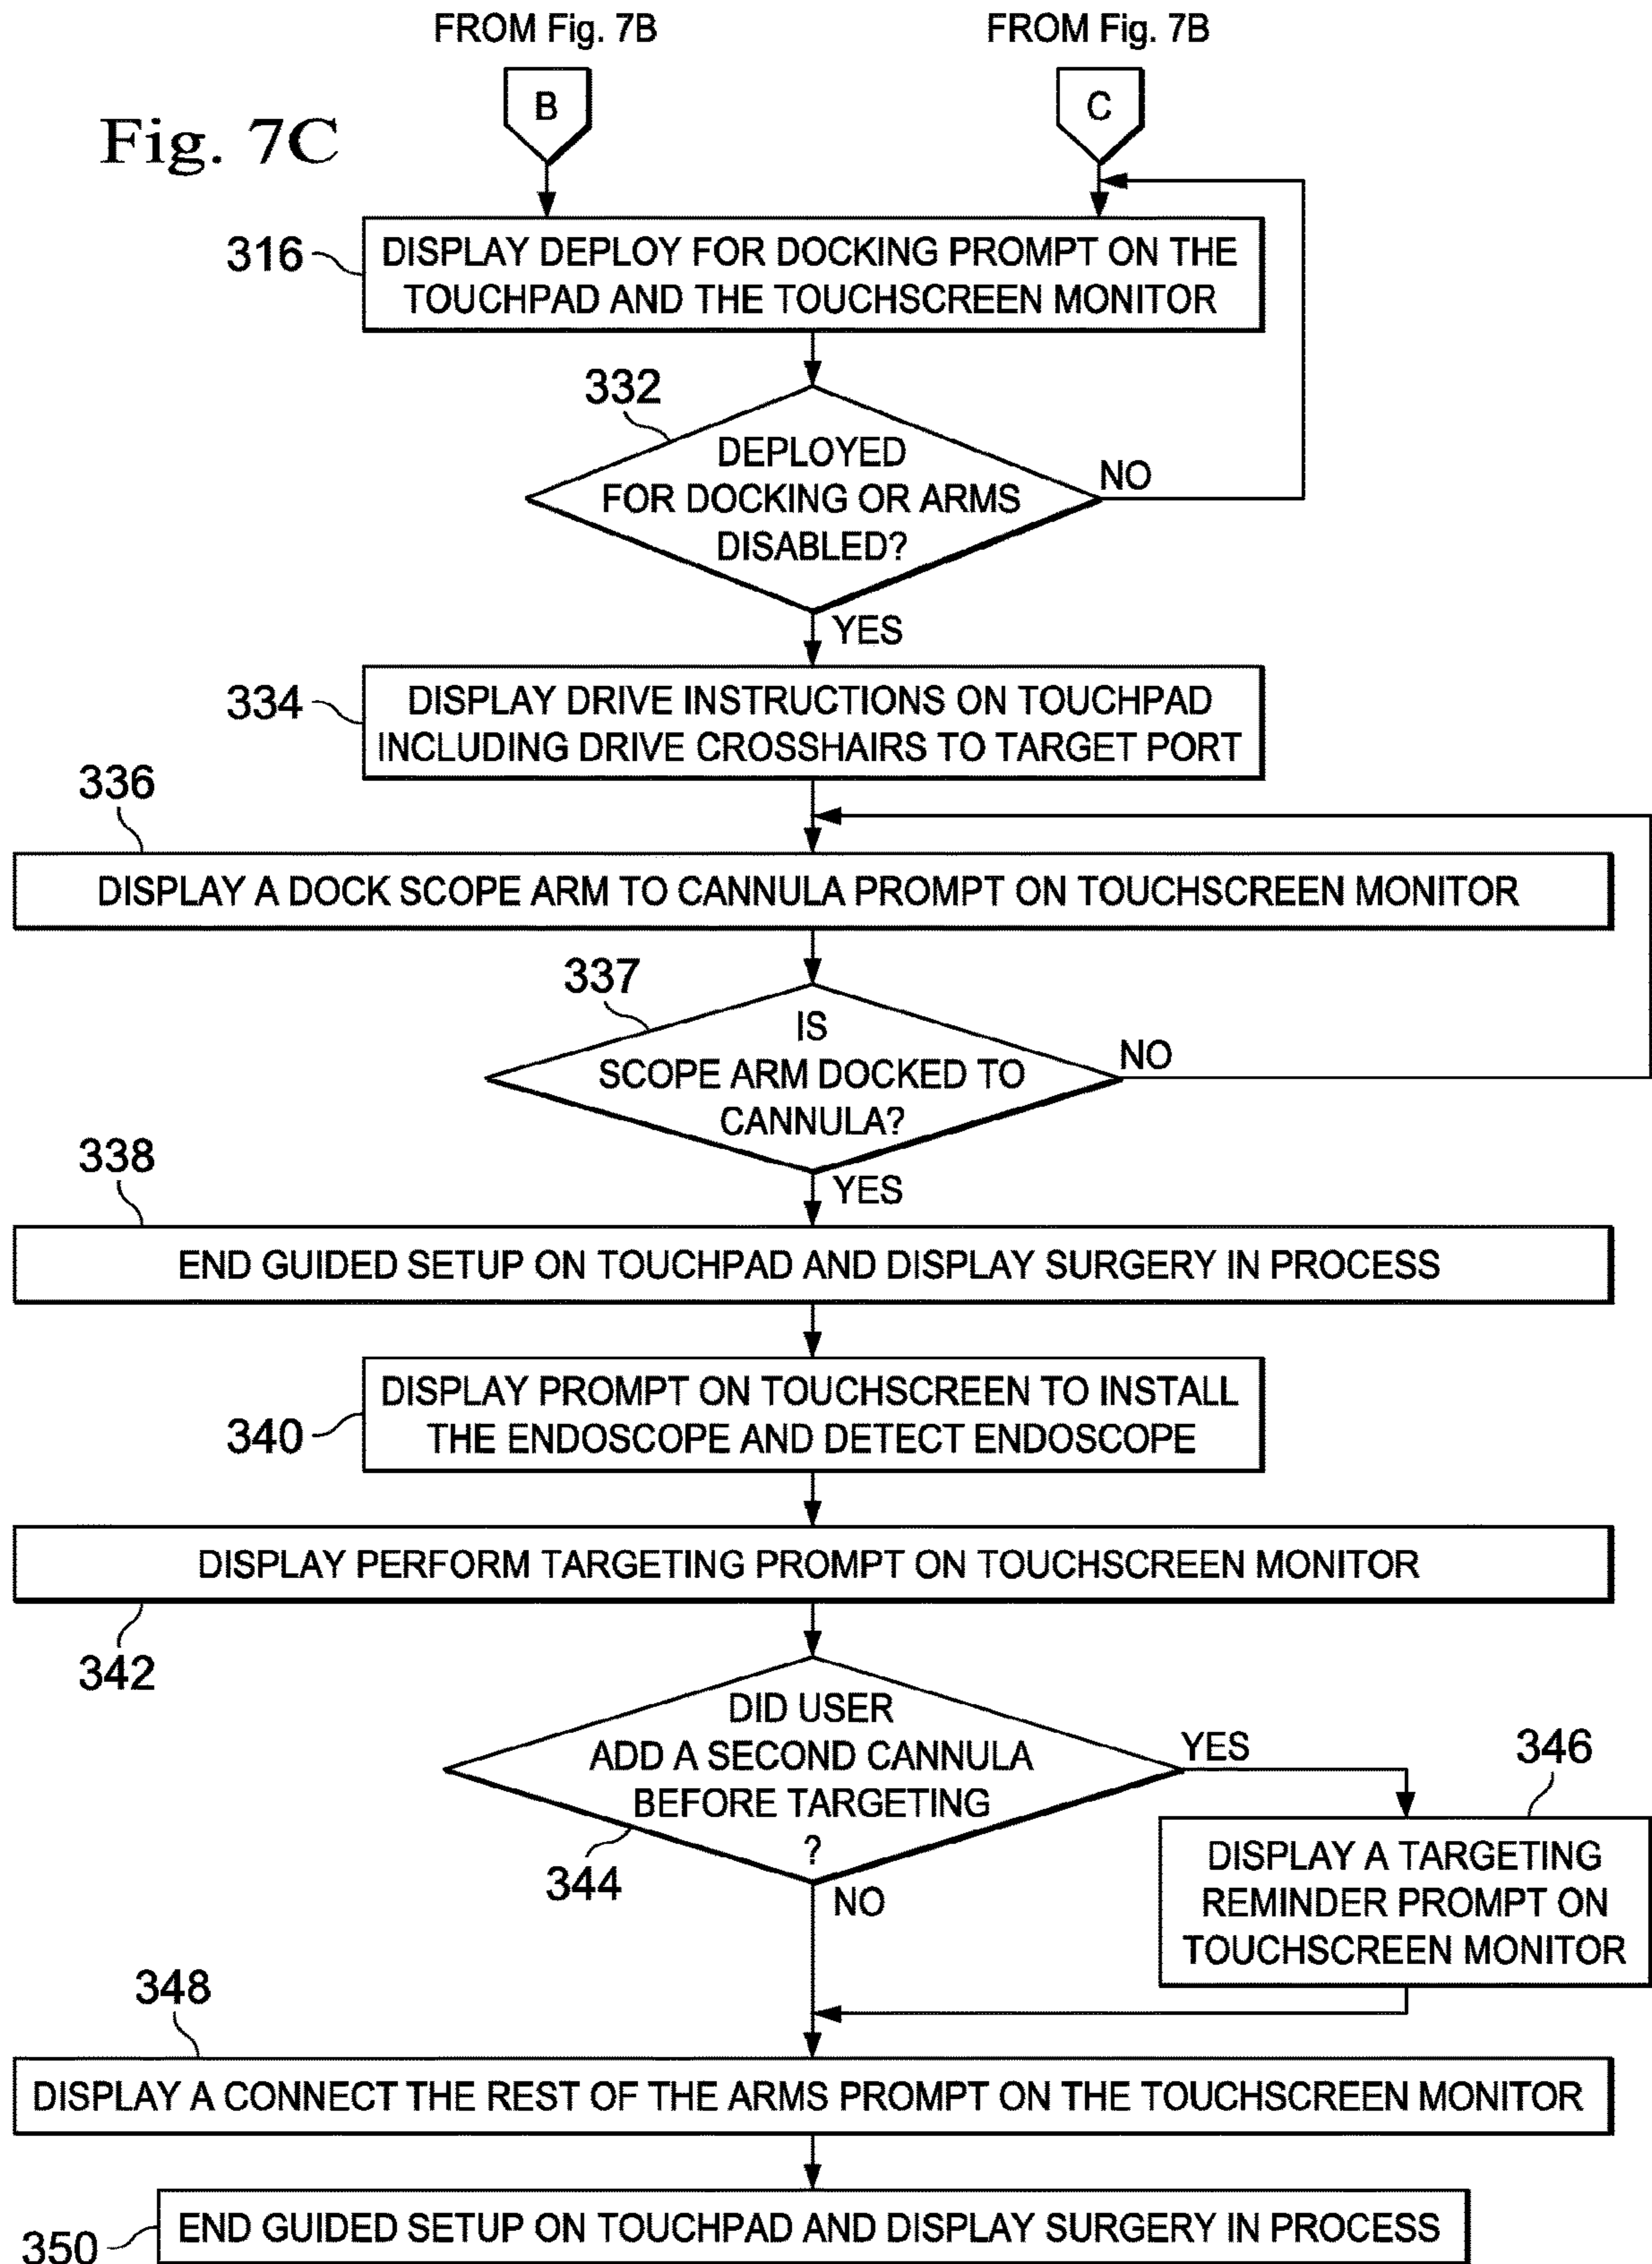 FROM Fig. 7B
FROM Fig. 7B
B
C
Fig. 7C
316
DISPLAY DEPLOY FOR DOCKING PROMPT ON THE
TOUCHPAD AND THE TOUCHSCREEN MONITOR
332
DEPLOYED
FOR DOCKING OR ARMS
DISABLED?
NO
YES
334
DISPLAY DRIVE INSTRUCTIONS ON TOUCHPAD
INCLUDING DRIVE CROSSHAIRS TO TARGET PORT
336
DISPLAY A DOCK SCOPE ARM TO CANNULA PROMPT ON TOUCHSCREEN MONITOR
337
IS
SCOPE ARM DOCKED TO
CANNULA?
NO
YES
338
END GUIDED SETUP ON TOUCHPAD AND DISPLAY SURGERY IN PROCESS
340
DISPLAY PROMPT ON TOUCHSCREEN TO INSTALL
THE ENDOSCOPE AND DETECT ENDOSCOPE
DISPLAY PERFORM TARGETING PROMPT ON TOUCHSCREEN MONITOR
342
DID USER
ADD A SECOND CANNULA
BEFORE TARGETING
?
344
YES
NO
346
DISPLAY A TARGETING
REMINDER PROMPT ON
TOUCHSCREEN MONITOR
348
DISPLAY A CONNECT THE REST OF THE ARMS PROMPT ON THE TOUCHSCREEN MONITOR
350
END GUIDED SETUP ON TOUCHPAD AND DISPLAY SURGERY IN PROCESS